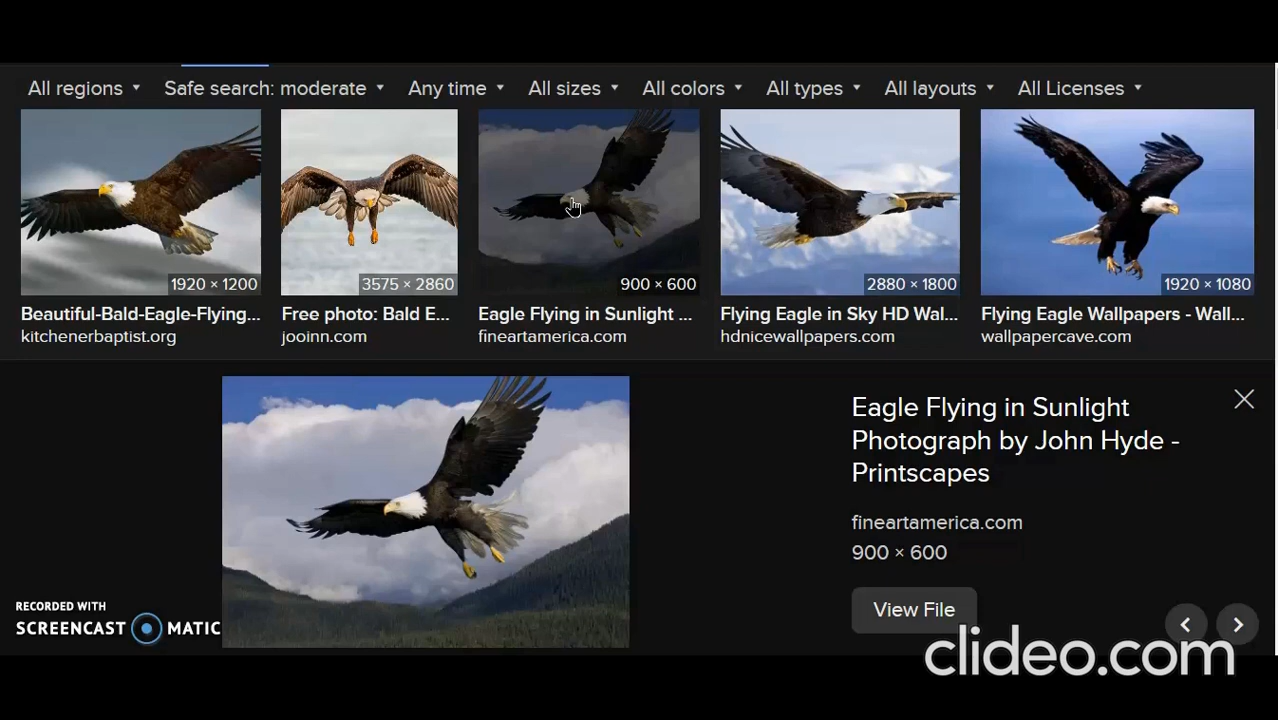 All regions Safe search: moderate Any time All sizes All colors All types All layouts All Licenses
1920 × 1200 3575 × 2860 900 × 600 2880 × 1800 1920 × 1080
Beautiful-Bald-Eagle-Flying... Free photo: Bald E... Eagle Flying in Sunlight ... Flying Eagle in Sky HD Wal... Flying Eagle Wallpapers - Wall...
kitchenerbaptist.org jooinn.com fineartamerica.com hdnicewallpapers.com wallpapercave.com
Eagle Flying in Sunlight
Photograph by John Hyde -
Printscapes
fineartamerica.com
900 × 600
View File
RECORDED WITH
SCREENCAST MATIC
clideo.com